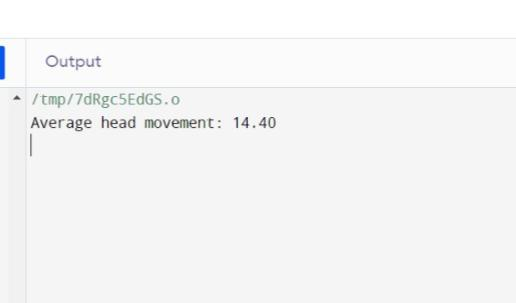 Output
/tmp/7dRgc5EdGS.o
Average head movement: 14.40